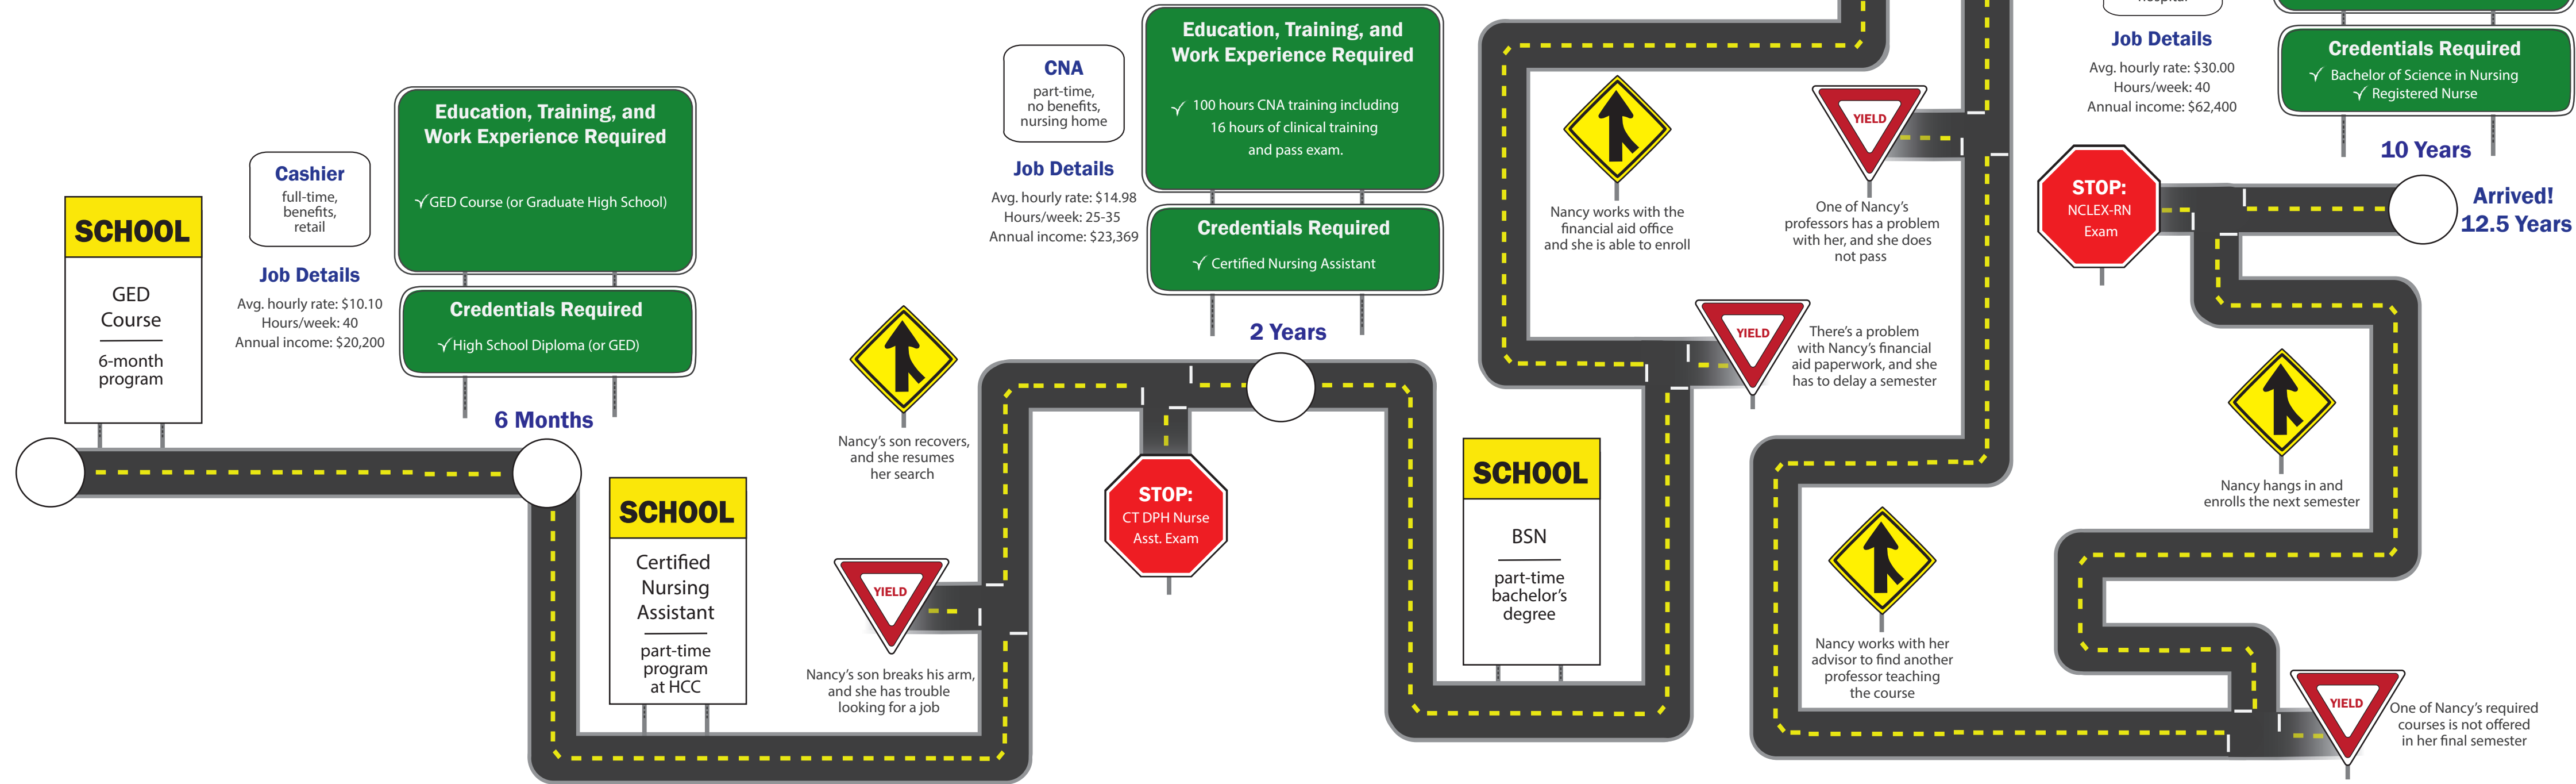 SCHOOL
GED
Course
6-month
program
Cashier
full-time,
benefits,
retail
Job Details
Avg. hourly rate: $10.10
Hours/week: 40
Annual income: $20,200
Education, Training, and
Work Experience Required
GED Course (or Graduate High School)
Credentials Required
High School Diploma (or GED)
6 Months
SCHOOL
Certified
Nursing
Assistant
part-time
program
at HCC
YIELD
Nancy's son breaks his arm,
and she has trouble
looking for a job
Nancy's son recovers,
and she resumes
her search
CNA
part-time,
no benefits,
nursing home
Job Details
Avg. hourly rate: $14.98
Hours/week: 25-35
Annual income: $23,369
Education, Training, and
Work Experience Required
100 hours CNA training including
16 hours of clinical training
and pass exam.
Credentials Required
Certified Nursing Assistant
2 Years
STOP:
CT DPH Nurse
Asst. Exam
SCHOOL
BSN
part-time
bachelor's
degree
YIELD
There's a problem
with Nancy's financial
aid paperwork, and she
has to delay a semester
Nancy works with the
financial aid office
and she is able to enroll
YIELD
One of Nancy's
professors has a problem
with her, and she does
not pass
Nancy works with her
advisor to find another
professor teaching
the course
YIELD
One of Nancy's required
courses is not offered
in her final semester
Nancy hangs in and
enrolls the next semester
STOP:
NCLEX-RN
Exam
Job Details
Avg. hourly rate: $30.00
Hours/week: 40
Annual income: $62,400
Credentials Required
Bachelor of Science in Nursing
Registered Nurse
10 Years
Arrived!
12.5 Years